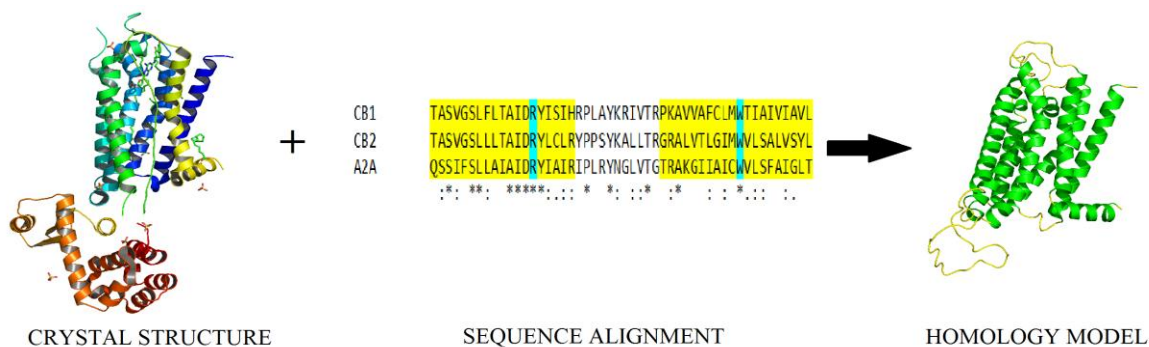 CB1 TASVGSLFLTAIDRYISIHRPLAYKRIVTRPKAVVAFCLMWTIAIVIAVL
CB2 TASVGSLLLTAIDRYLCLRYPPSYKALLTRGRALVTLGIMWVLSALVSYL
A2A QSSIFSLLAIAIDRYIAIRIPLRYNGLVTGTRAKGIIAICWVLSFAIGLT
:*: ** *****:.:: * *: ::* :* : : *.:: :.
+
CRYSTAL STRUCTURE SEQUENCE ALIGNMENT HOMOLOGY MODEL